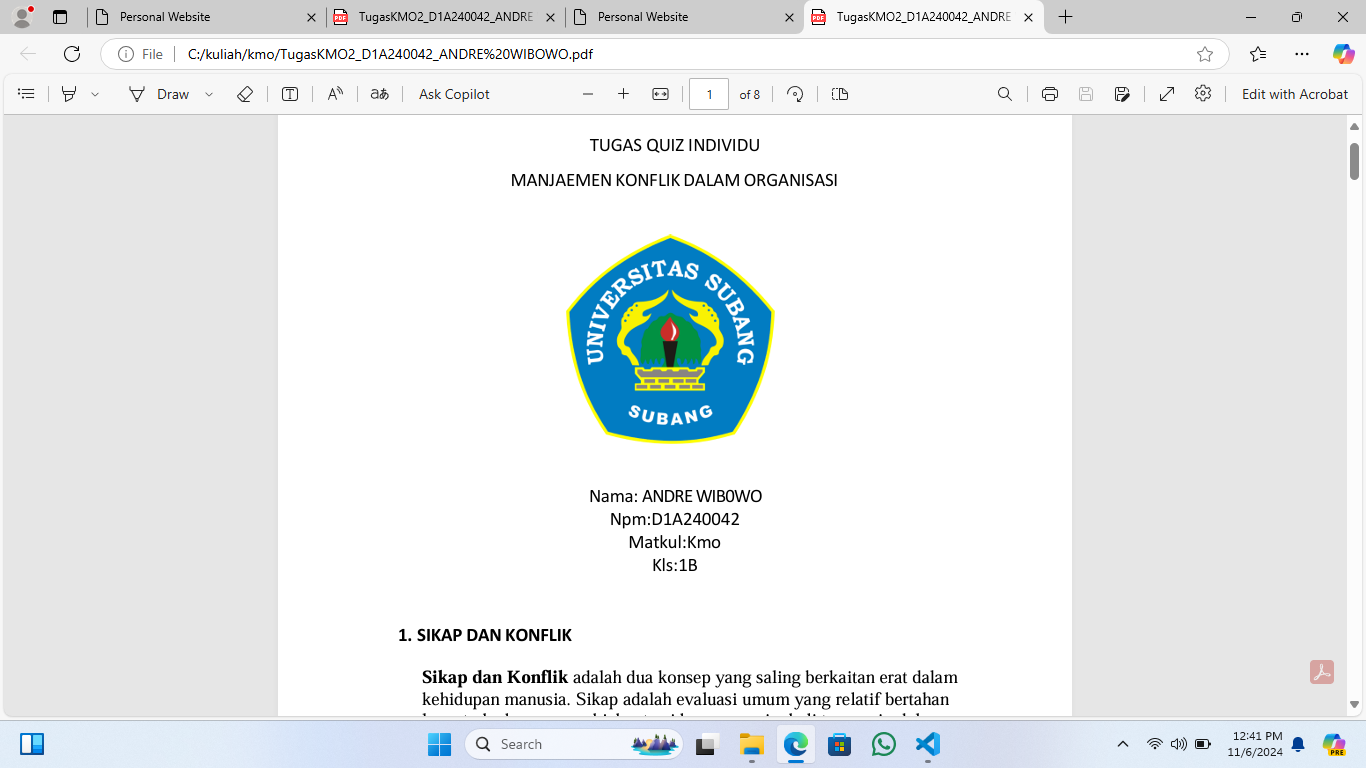 Personal Website
TugasKMO2_D1A240042_ANDRE
Personal Website
TugasKMO2_D1A240042_ANDRE
File
C:/kuliah/kmo/TugasKMO2_D1A240042_ANDRE%20WIBOWO.pdf
Draw
Ask Copilot
1
of 8
Edit with Acrobat
TUGAS QUIZ INDIVIDU
MANJAEMEN KONFLIK DALAM ORGANISASI
UNIVERSITAS SUBANG
SUBANG
Nama: ANDRE WIB0WO
Npm:D1A240042
Matkul:Kmo
Kls:1B
1. SIKAP DAN KONFLIK
Sikap dan Konflik adalah dua konsep yang saling berkaitan erat dalam
kehidupan manusia. Sikap adalah evaluasi umum yang relatif bertahan
Search
12:41 PM
11/6/2024
PRE